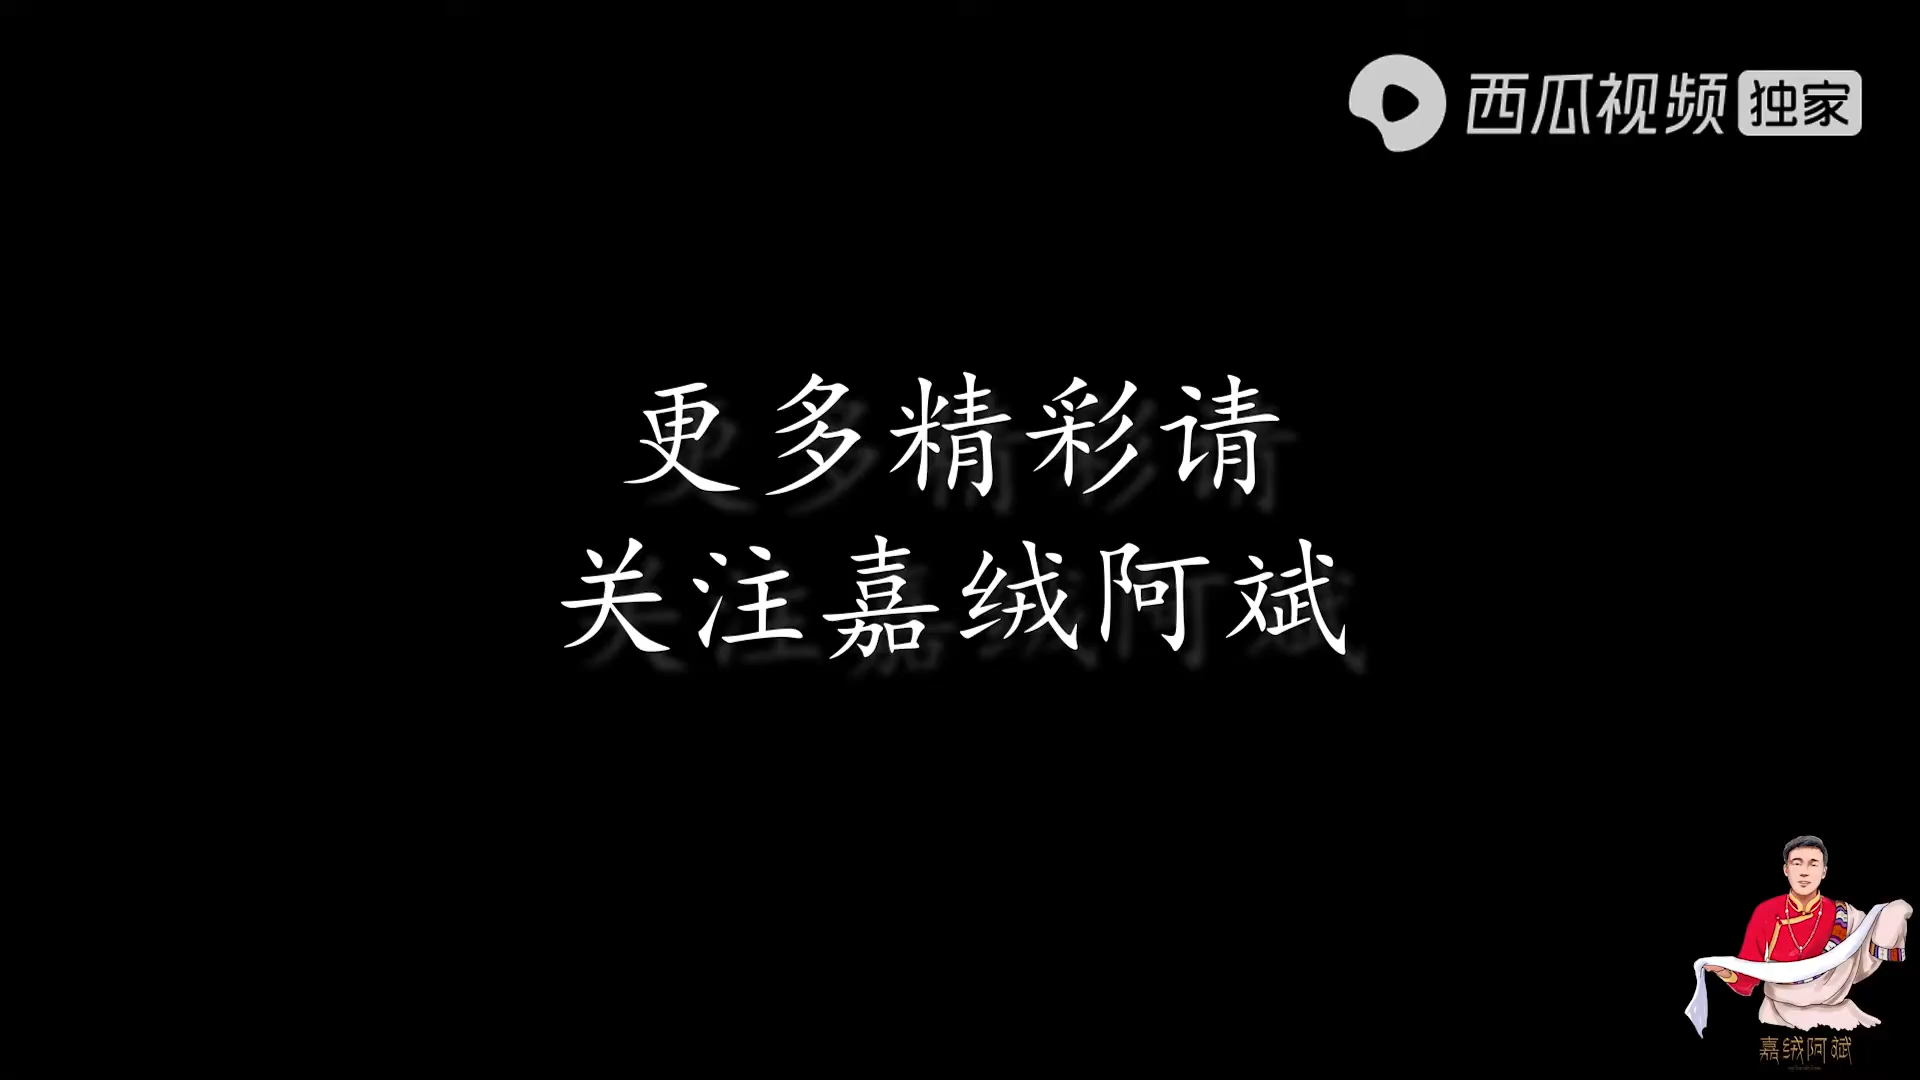 西瓜视频 独家
更多精彩请
关注嘉绒阿斌
嘉绒阿斌